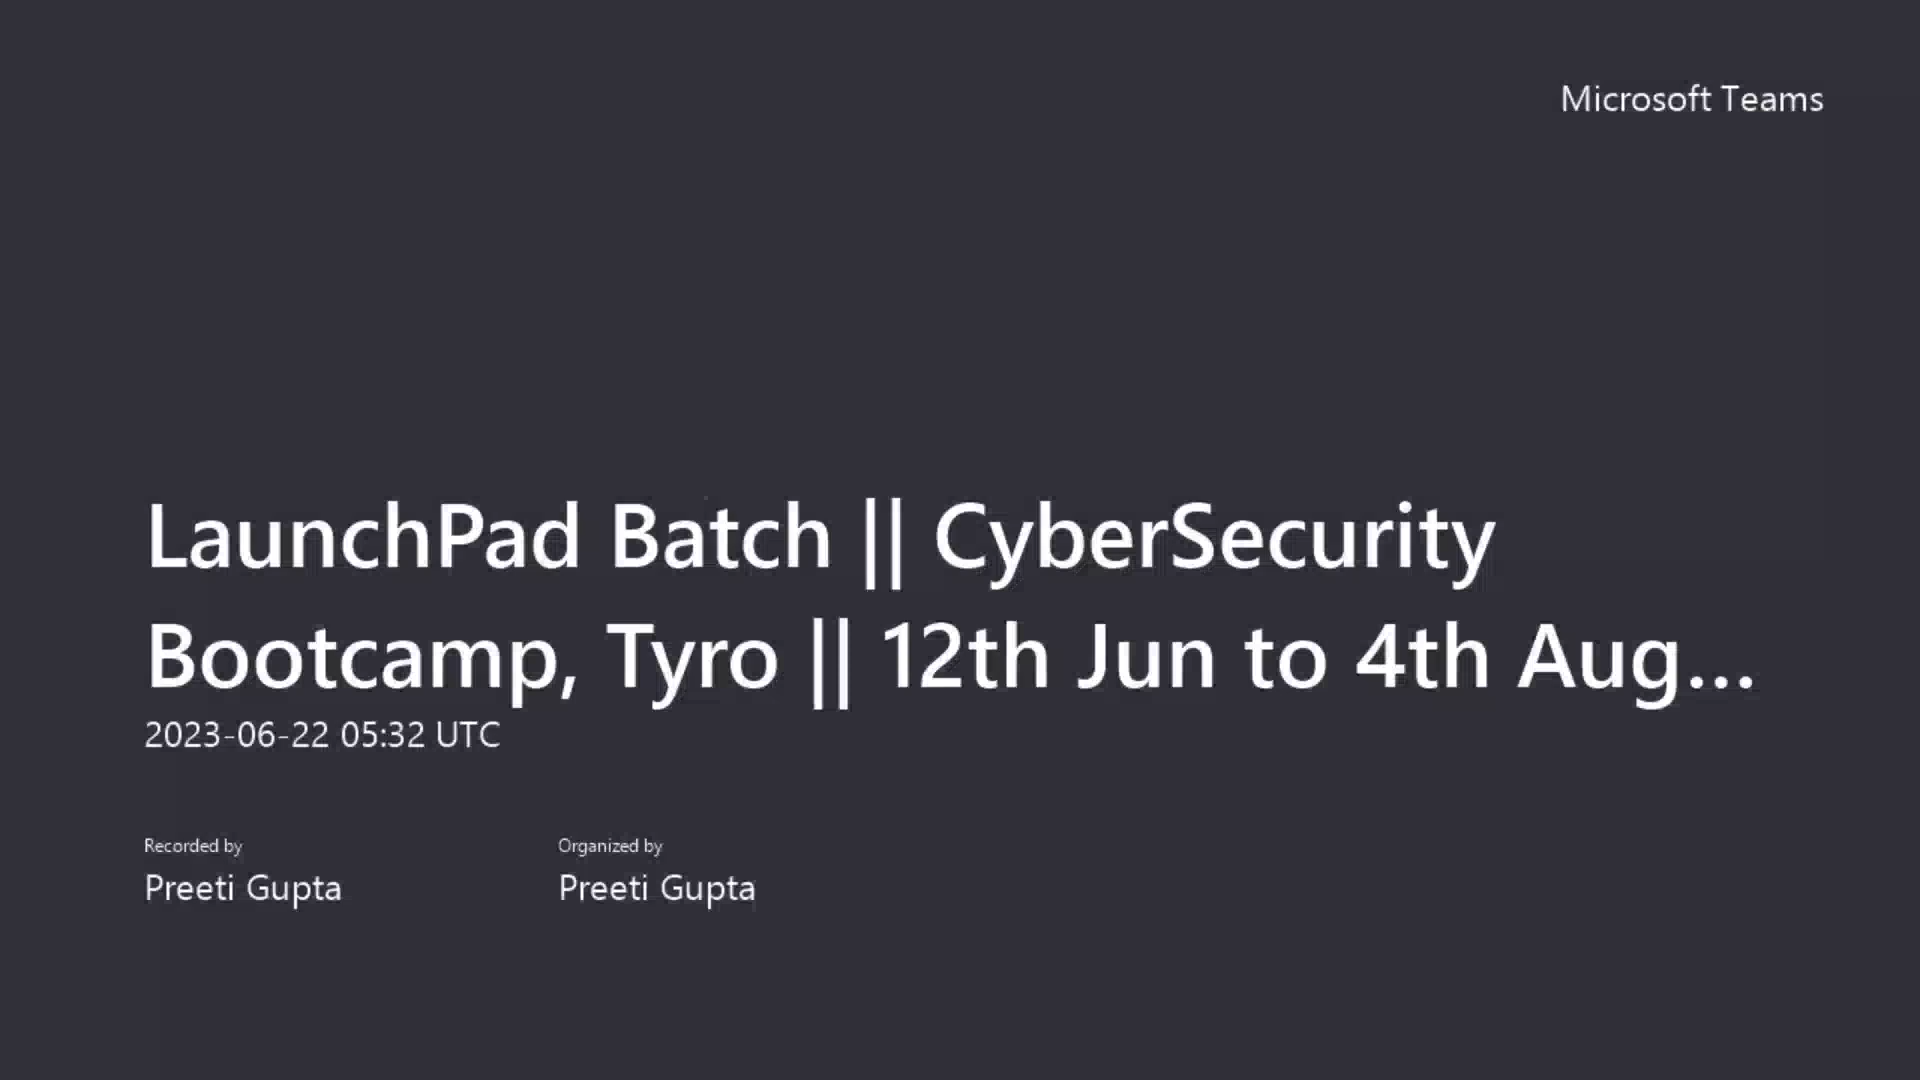 Microsoft Teams
LaunchPad Batch || CyberSecurity
Bootcamp, Tyro || 12th Jun to 4th Aug...
2023-06-22 05:32 UTC
Recorded by
Preeti Gupta
Organized by
Preeti Gupta